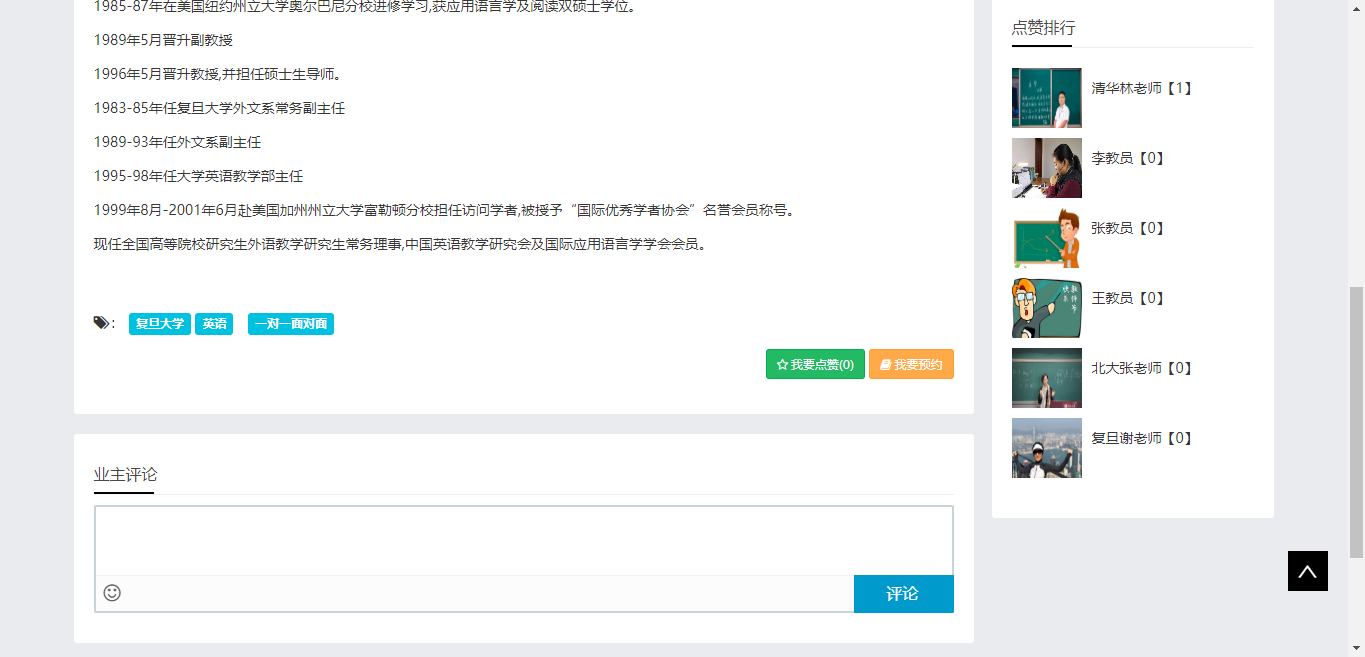 1985-87年在美国纽约州立大学奥尔巴尼分校进修学习,获应用语言学及阅读双硕士学位。
1989年5月晋升副教授
1996年5月晋升教授,并担任硕士生导师。
1983-85年任复旦大学外文系常务副主任
1989-93年任外文系副主任
1995-98年任大学英语教学部主任
1999年8月-2001年6月赴美国加州州立大学富勒顿分校担任访问学者,被授予“国际优秀学者协会”名誉会员称号。
现任全国高等院校研究生外语教学研究生常务理事,中国英语教学研究会及国际应用语言学学会会员。
: 复旦大学 英语 一对一面对面
我要点赞(0) 我要预约
业主评论
评论
点赞排行
清华林老师【1】
李教员【0】
张教员【0】
王教员【0】
北大张老师【0】
复旦谢老师【0】